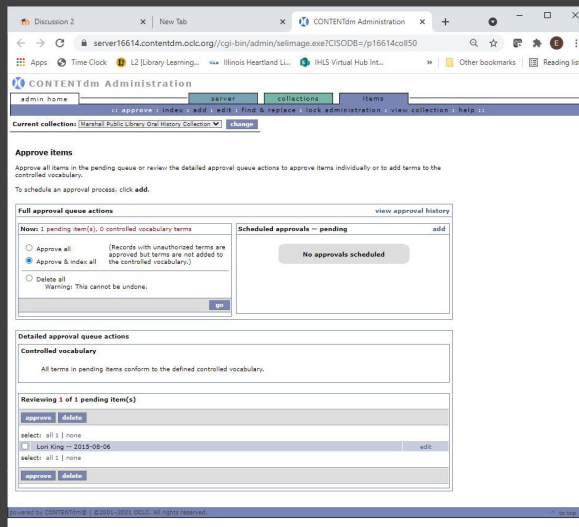 Discussion 2
New Tab
CONTENTdm Administration
server16614.contentdm.oclc.org//cgi-bin/admin/selimage.exe?CISODB=/p16614coll50
Apps Time Clock L2 [Library Learning... Illinois Heartland Li... IHLS Virtual Hub Int... » Other bookmarks Reading list
CONTENTdm Administration
admin home server collections items
:: approve : index : add : edit : find & replace : lock administration : view collection : help ::
Current collection: Marshall Public Library Oral History Collection change
Approve items
Approve all items in the pending queue or review the detailed approval queue actions to approve items individually or to add terms to the
controlled vocabulary.
To schedule an approval process, click add.
Full approval queue actions view approval history
Now: 1 pending item(s), 0 controlled vocabulary terms
Approve all
Approve & index all
(Records with unauthorized terms are
approved but terms are not added to
the controlled vocabulary.)
Delete all
Warning: This cannot be undone.
go
Scheduled approvals — pending add
No approvals scheduled
Detailed approval queue actions
Controlled vocabulary
All terms in pending items conform to the defined controlled vocabulary.
Reviewing 1 of 1 pending item(s)
approve delete
select: all 1 | none
Lori King -- 2015-08-06 edit
select: all 1 | none
approve delete
powered by CONTENTdm® | ©2001-2021 OCLC. All rights reserved. ^ to top